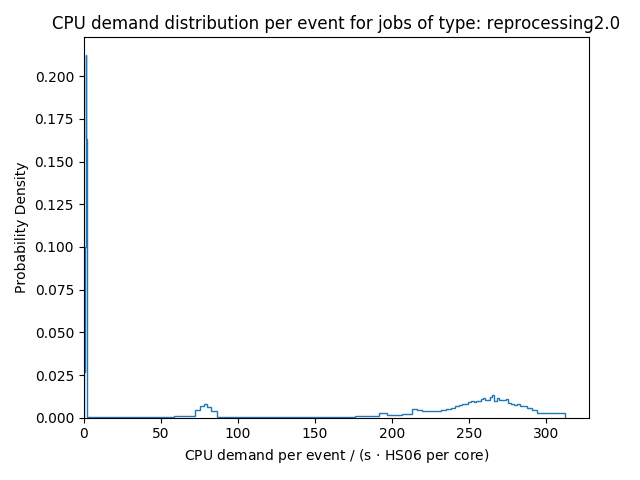 CPU demand distribution per event for jobs of type: reprocessing2.0
0.200
0.175
0.150
0.125
0.100
0.075
0.050
0.025
0.000
Probability Density
0 50 100 150 200 250 300
CPU demand per event / (s · HS06 per core)